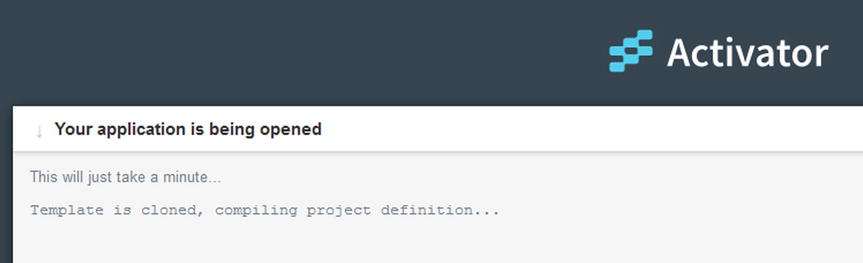 Activator
Your application is being opened
This will just take a minute...
Template is cloned, compiling project definition...